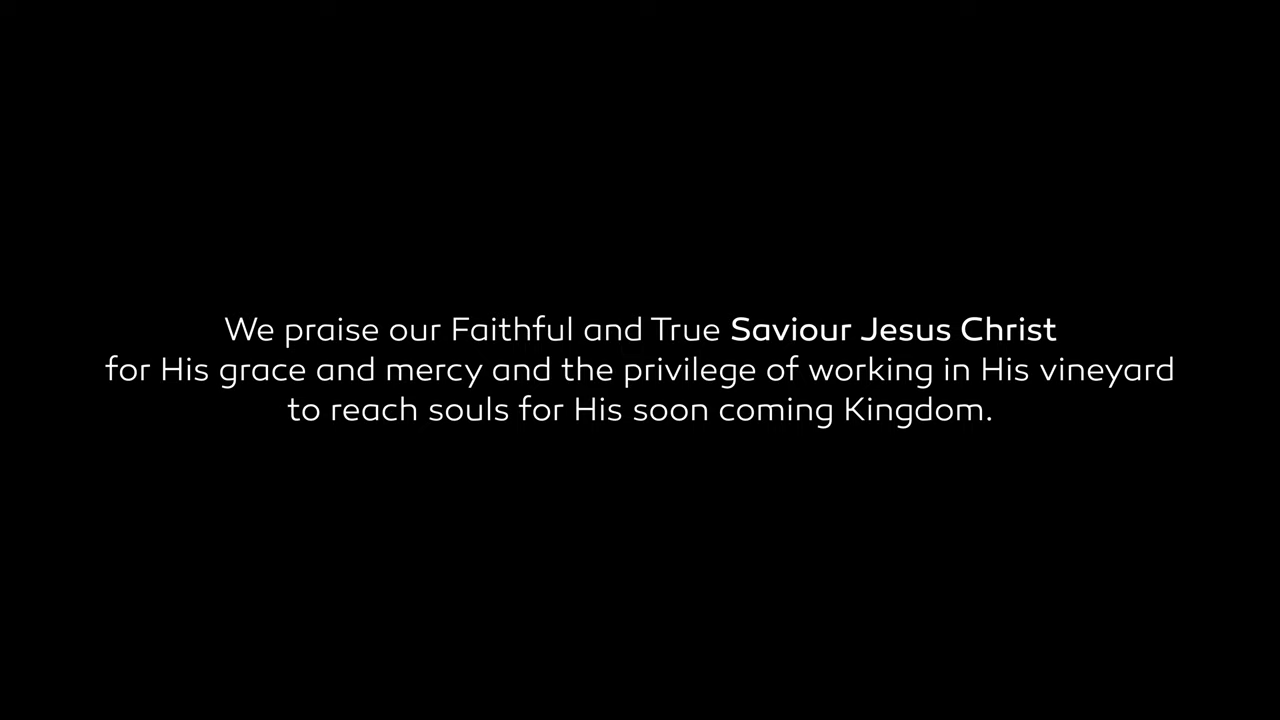 We praise our Faithful and True Saviour Jesus Christ
for His grace and mercy and the privilege of working in His vineyard
to reach souls for His soon coming Kingdom.